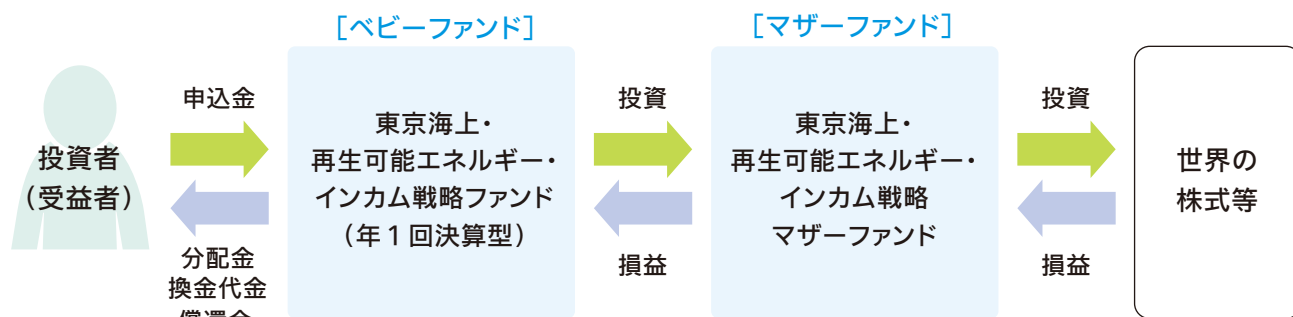 [ベビーファンド]
[マザーファンド]
投資者
(受益者)
申込金
分配金
換金代金
償還金
東京海上・
再生可能エネルギー・
インカム戦略ファンド
(年1回決算型)
投資
損益
東京海上・
再生可能エネルギー・
インカム戦略
マザーファンド
投資
損益
世界の
株式等